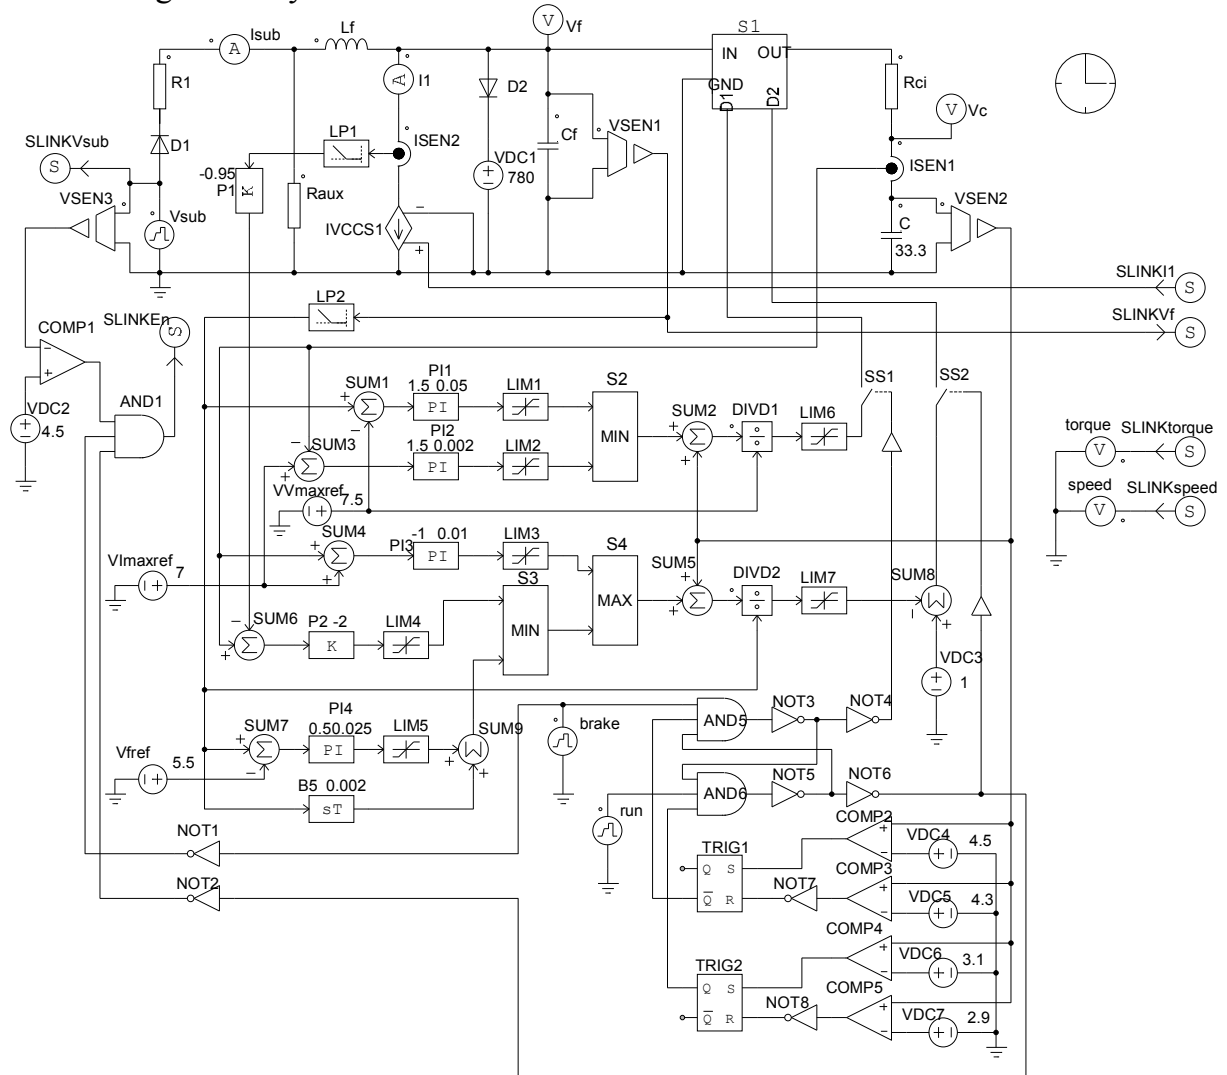 Isub
Lf
V
Vf
S1
A
IN
OUT
GND
D1
D2
R1
A
I1
D2
Rci
V
Vc
SLINKVsub
S
D1
LP1
ISEN2
VDC1
780
Cf
VSEN1
ISEN1
-0.95
P1
K
VSEN3
Vsub
Raux
IVCCS1
VSEN2
C
33.3
SLINKI1
S
SLINKVf
S
LP2
COMP1
SLINKEn
S
AND1
VDC2
4.5
SUM1
PI1
1.5 0.05
PI
LIM1
S2
MIN
SUM2
DIVD1
LIM6
SS1
SS2
SUM3
PI2
1.5 0.002
PI
LIM2
VVmaxref
7.5
torque
V
SLINKtorque
S
speed
V
SLINKspeed
S
SUM4
-1 0.01
PI3
PI
LIM3
S4
MAX
SUM5
DIVD2
LIM7
SUM8
VImaxref
7
S3
MIN
SUM6
P2 -2
K
LIM4
VDC3
1
SUM7
PI4
0.50.025
PI
LIM5
SUM9
brake
AND5
NOT3
NOT4
Vfref
5.5
B5 0.002
sT
run
AND6
NOT5
NOT6
NOT1
NOT2
TRIG1
Q S
Q R
NOT7
COMP2
VDC4
4.5
COMP3
VDC5
4.3
TRIG2
Q S
Q R
NOT8
COMP4
VDC6
3.1
COMP5
VDC7
2.9